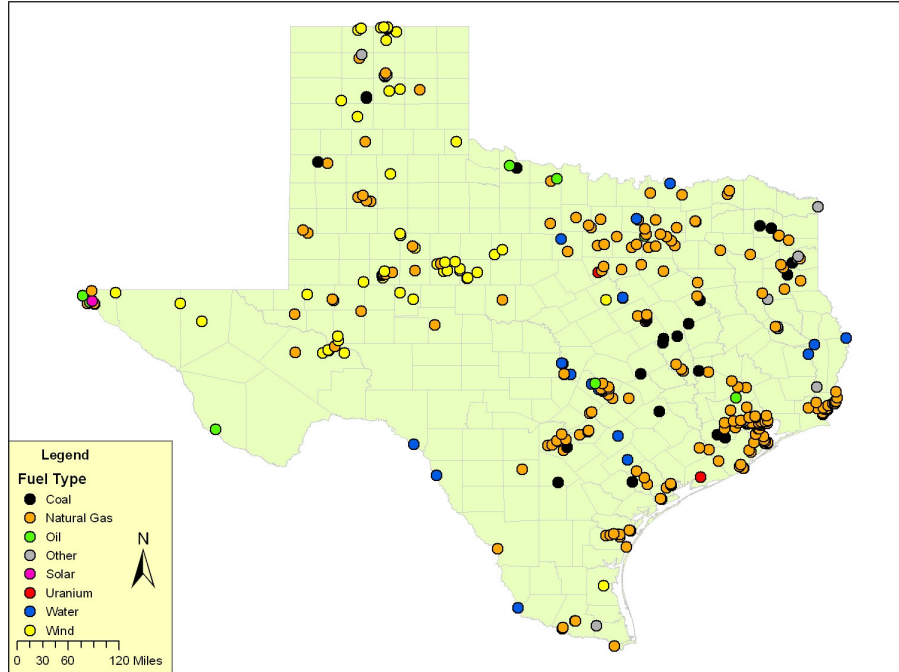 Legend
Fuel Type
Coal
Natural Gas
Oil
Other
Solar
Uranium
Water
Wind
N
0 30 60 120 Miles